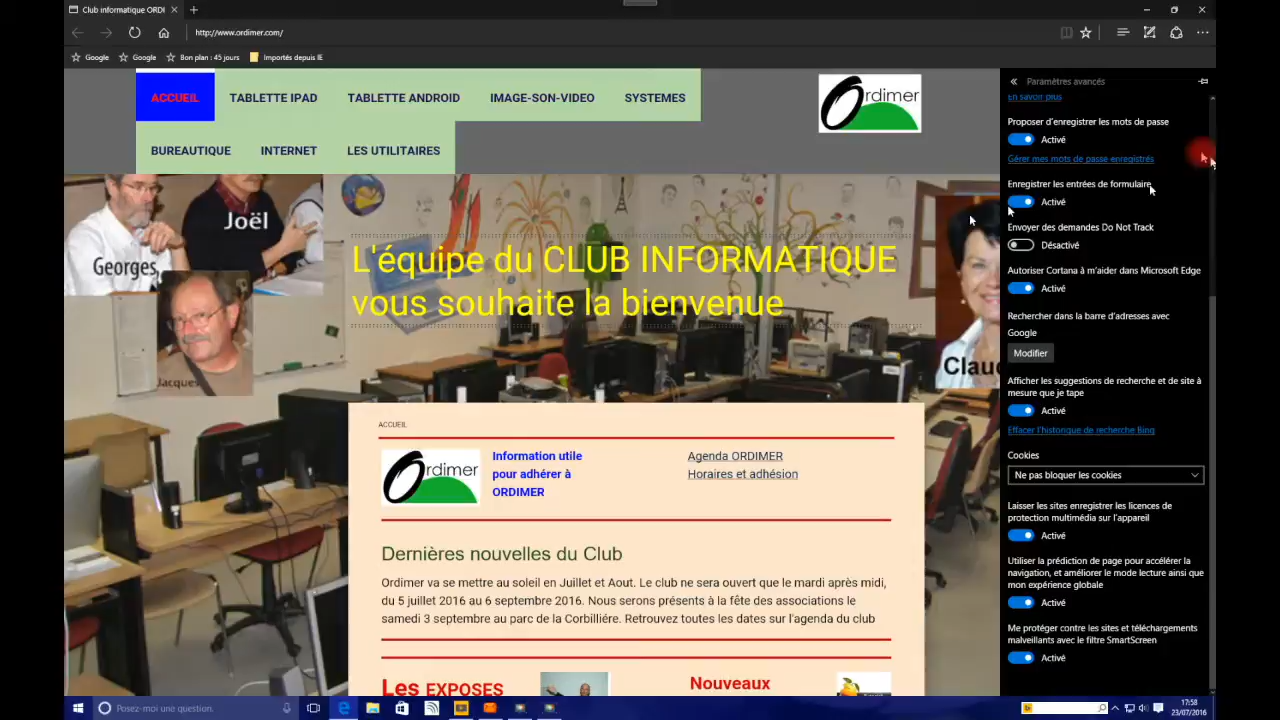 Club informatique ORDI
http://www.ordimer.com/
Google
Google
Bon plan : 45 jours
Importés depuis IE
ACCUEIL
TABLETTE IPAD
TABLETTE ANDROID
IMAGE-SON-VIDEO
SYSTEMES
BUREAUTIQUE
INTERNET
LES UTILITAIRES
Ordimer
Joël
Georges
Jacques
L'équipe du CLUB INFORMATIQUE
vous souhaite la bienvenue
ACCUEIL
Ordimer
Information utile
pour adhérer à
ORDIMER
Agenda ORDIMER
Horaires et adhésion
Dernières nouvelles du Club
Ordimer va se mettre au soleil en Juillet et Aout. Le club ne sera ouvert que le mardi après midi,
du 5 juillet 2016 au 6 septembre 2016. Nous serons présents à la fête des associations le
samedi 3 septembre au parc de la Corbillière. Retrouvez toutes les dates sur l'agenda du club
Les EXPOSES
Nouveaux
Paramètres avancés
En savoir plus
Proposer d'enregistrer les mots de passe
Activé
Gérer mes mots de passe enregistrés
Enregistrer les entrées de formulaire
Activé
Envoyer des demandes Do Not Track
Désactivé
Autoriser Cortana à m'aider dans Microsoft Edge
Activé
Rechercher dans la barre d'adresses avec
Google
Modifier
Afficher les suggestions de recherche et de site à
mesure que je tape
Activé
Effacer l'historique de recherche Bing
Cookies
Ne pas bloquer les cookies
Laisser les sites enregistrer les licences de
protection multimédia sur l'appareil
Activé
Utiliser la prédiction de page pour accélérer la
navigation, et améliorer le mode lecture ainsi que
mon expérience globale
Activé
Me protéger contre les sites et téléchargements
malveillants avec le filtre SmartScreen
Activé
Posez-moi une question.
17:58
23/07/2016